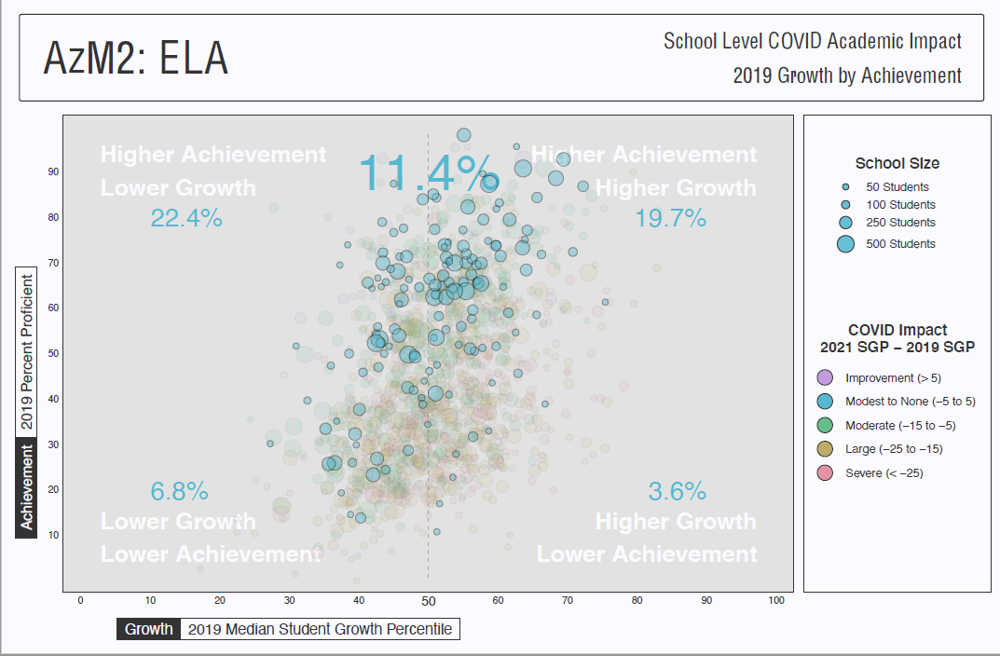 AzM2: ELA
School Level COVID Academic Impact
2019 Growth by Achievement
Higher Achievement
Lower Growth
22.4%
11.4%
Higher Achievement
Higher Growth
19.7%
6.8%
Lower Growth
Lower Achievement
3.6%
Higher Growth
Lower Achievement
90
80
70
60
50
40
30
20
10
Achievement 2019 Percent Proficient
0 10 20 30 40 50 60 70 80 90 100
Growth 2019 Median Student Growth Percentile
School Size
50 Students
100 Students
250 Students
500 Students
COVID Impact
2021 SGP − 2019 SGP
Improvement (> 5)
Modest to None (−5 to 5)
Moderate (−15 to −5)
Large (−25 to −15)
Severe (< −25)